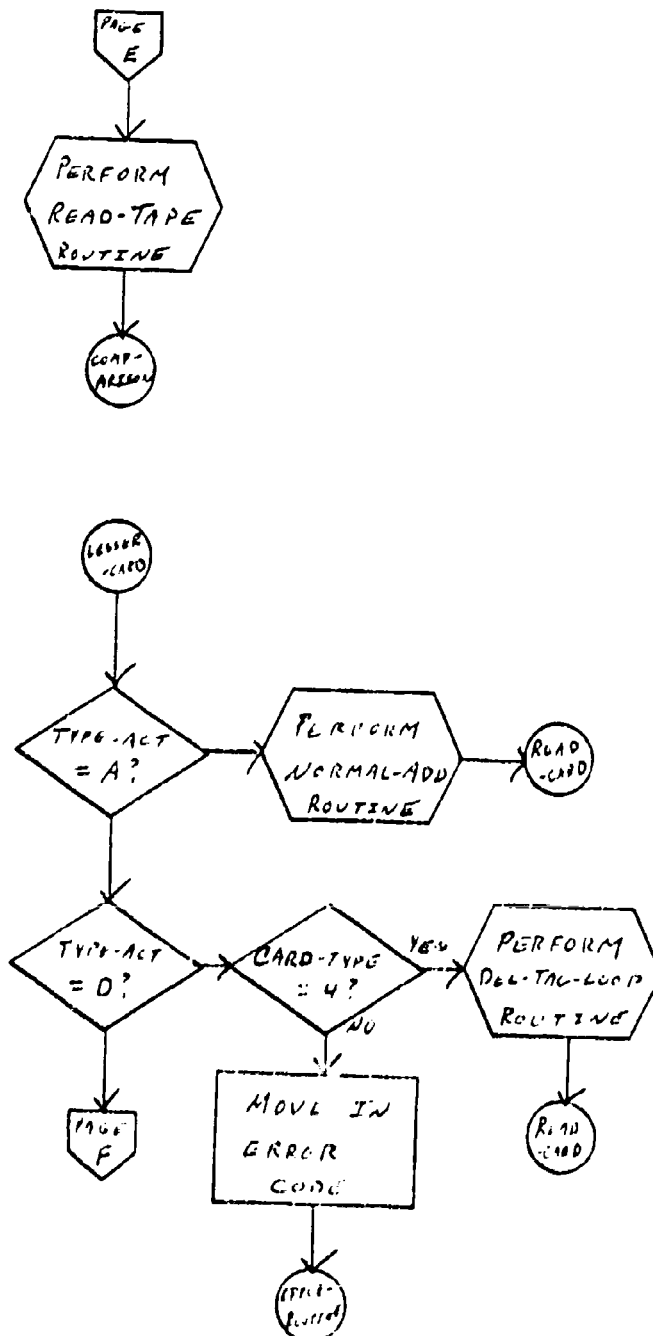 PAGE
E
PERFORM
READ-TAPE
ROUTINE
COMP-
ARISON
LESSER
-CARD
TYPE-ACT
= A?
PERFORM
NORMAL-ADD
ROUTINE
READ
-CARD
TYPE-ACT
= D?
CARD-TYPE
= 4?
YES
NO
PERFORM
DEL-TAG-LOOP
ROUTINE
PAGE
F
MOVE IN
ERROR
CODE
READ
-CARD